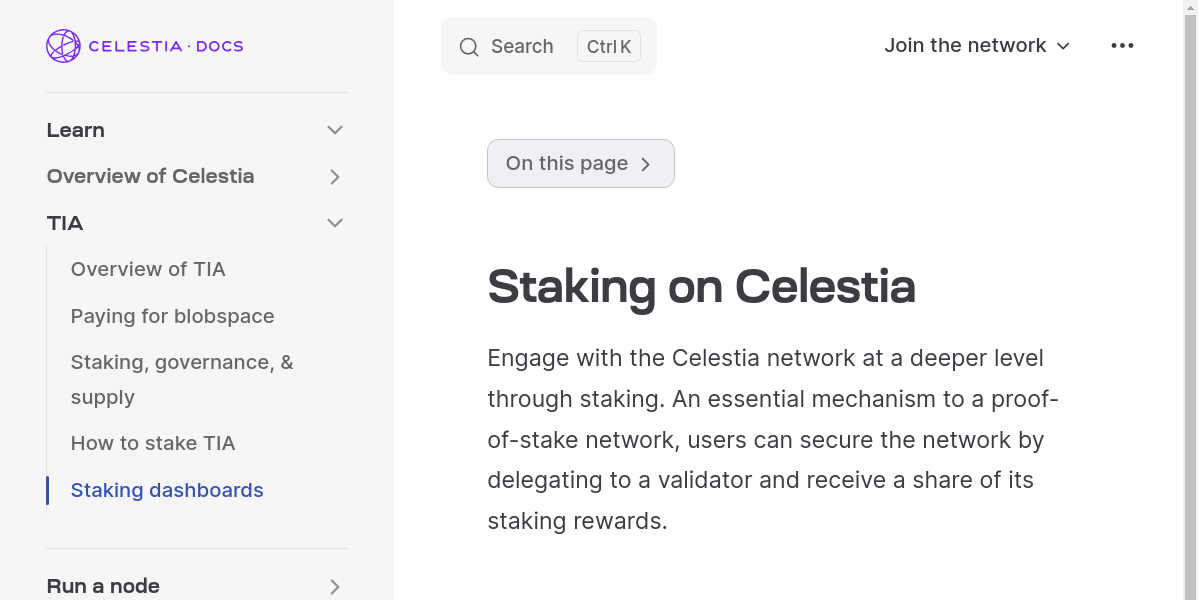 CELESTIA · DOCS
Learn
Overview of Celestia
TIA
Overview of TIA
Paying for blobspace
Staking, governance, &
supply
How to stake TIA
Staking dashboards
Run a node
Search Ctrl K
Join the network
On this page
Staking on Celestia
Engage with the Celestia network at a deeper level
through staking. An essential mechanism to a proof-
of-stake network, users can secure the network by
delegating to a validator and receive a share of its
staking rewards.